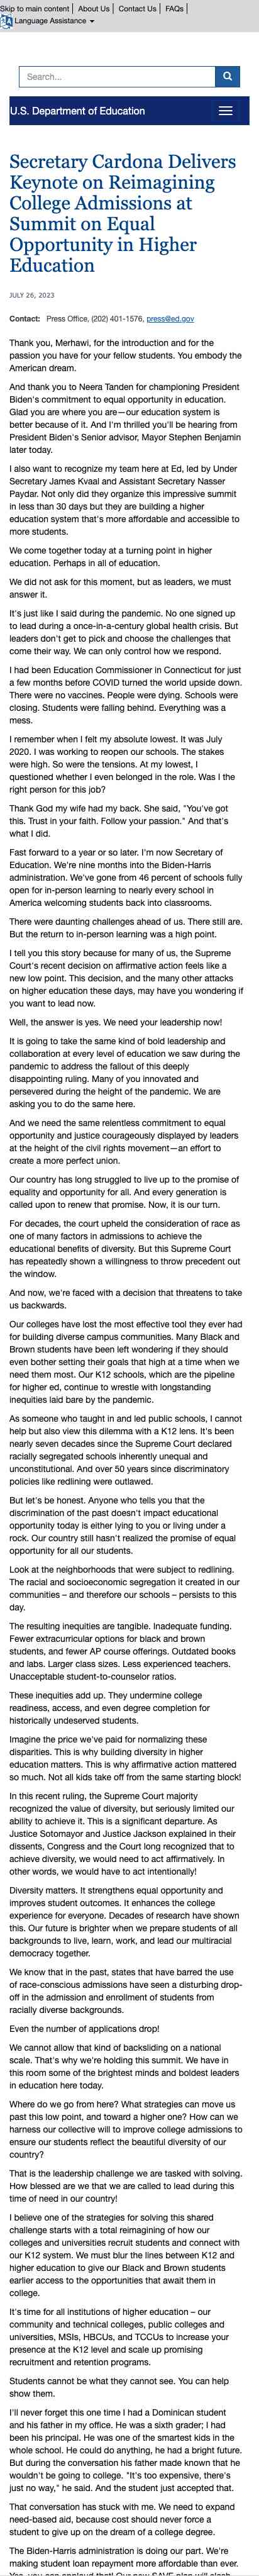 Skip to main content | About Us | Contact Us | FAQs |
Language Assistance
Search...
U.S. Department of Education
Secretary Cardona Delivers
Keynote on Reimagining
College Admissions at
Summit on Equal
Opportunity in Higher
Education
JULY 26, 2023
Contact: Press Office, (202) 401-1576, press@ed.gov
Thank you, Merhawi, for the introduction and for the
passion you have for your fellow students. You embody the
American dream.
And thank you to Neera Tanden for championing President
Biden's commitment to equal opportunity in education.
Glad you are where you are—our education system is
better because of it. And I'm thrilled you'll be hearing from
President Biden's Senior advisor, Mayor Stephen Benjamin
later today.
I also want to recognize my team here at Ed, led by Under
Secretary James Kvaal and Assistant Secretary Nasser
Paydar. Not only did they organize this impressive summit
in less than 30 days but they are building a higher
education system that's more affordable and accessible to
more students.
We come together today at a turning point in higher
education. Perhaps in all of education.
We did not ask for this moment, but as leaders, we must
answer it.
It's just like I said during the pandemic. No one signed up
to lead during a once-in-a-century global health crisis. But
leaders don't get to pick and choose the challenges that
come their way. We can only control how we respond.
I had been Education Commissioner in Connecticut for just
a few months before COVID turned the world upside down.
There were no vaccines. People were dying. Schools were
closing. Students were falling behind. Everything was a
mess.
I remember when I felt my absolute lowest. It was July
2020. I was working to reopen our schools. The stakes
were high. So were the tensions. At my lowest, I
questioned whether I even belonged in the role. Was I the
right person for this job?
Thank God my wife had my back. She said, "You've got
this. Trust in your faith. Follow your passion." And that's
what I did.
Fast forward to a year or so later. I'm now Secretary of
Education. We're nine months into the Biden-Harris
administration. We've gone from 46 percent of schools fully
open for in-person learning to nearly every school in
America welcoming students back into classrooms.
There were daunting challenges ahead of us. There still are.
But the return to in-person learning was a high point.
I tell you this story because for many of us, the Supreme
Court's recent decision on affirmative action feels like a
new low point. This decision, and the many other attacks
on higher education these days, may have you wondering if
you want to lead now.
Well, the answer is yes. We need your leadership now!
It is going to take the same kind of bold leadership and
collaboration at every level of education we saw during the
pandemic to address the fallout of this deeply
disappointing ruling. Many of you innovated and
persevered during the height of the pandemic. We are
asking you to do the same here.
And we need the same relentless commitment to equal
opportunity and justice courageously displayed by leaders
at the height of the civil rights movement—an effort to
create a more perfect union.
Our country has long struggled to live up to the promise of
equality and opportunity for all. And every generation is
called upon to renew that promise. Now, it is our turn.
For decades, the court upheld the consideration of race as
one of many factors in admissions to achieve the
educational benefits of diversity. But this Supreme Court
has repeatedly shown a willingness to throw precedent out
the window.
And now, we're faced with a decision that threatens to take
us backwards.
Our colleges have lost the most effective tool they ever had
for building diverse campus communities. Many Black and
Brown students have been left wondering if they should
even bother setting their goals that high at a time when we
need them most. Our K12 schools, which are the pipeline
for higher ed, continue to wrestle with longstanding
inequities laid bare by the pandemic.
As someone who taught in and led public schools, I cannot
help but also view this dilemma with a K12 lens. It's been
nearly seven decades since the Supreme Court declared
racially segregated schools inherently unequal and
unconstitutional. And over 50 years since discriminatory
policies like redlining were outlawed.
But let's be honest. Anyone who tells you that the
discrimination of the past doesn't impact educational
opportunity today is either lying to you or living under a
rock. Our country still hasn't realized the promise of equal
opportunity for all our students.
Look at the neighborhoods that were subject to redlining.
The racial and socioeconomic segregation it created in our
communities – and therefore our schools – persists to this
day.
The resulting inequities are tangible. Inadequate funding.
Fewer extracurricular options for black and brown
students, and fewer AP course offerings. Outdated books
and labs. Larger class sizes. Less experienced teachers.
Unacceptable student-to-counselor ratios.
These inequities add up. They undermine college
readiness, access, and even degree completion for
historically underserved students.
Imagine the price we've paid for normalizing these
disparities. This is why building diversity in higher
education matters. This is why affirmative action mattered
so much. Not all kids take off from the same starting block!
In this recent ruling, the Supreme Court majority
recognized the value of diversity, but seriously limited our
ability to achieve it. This is a significant departure. As
Justice Sotomayor and Justice Jackson explained in their
dissents, Congress and the Court long recognized that to
achieve diversity, we would need to act affirmatively. In
other words, we would have to act intentionally!
Diversity matters. It strengthens equal opportunity and
improves student outcomes. It enhances the college
experience for everyone. Decades of research have shown
this. Our future is brighter when we prepare students of all
backgrounds to live, learn, work, and lead our multiracial
democracy together.
We know that in the past, states that have barred the use
of race-conscious admissions have seen a disturbing drop-
off in the admission and enrollment of students from
racially diverse backgrounds.
Even the number of applications drop!
We cannot allow that kind of backsliding on a national
scale. That's why we're holding this summit. We have in
this room some of the brightest minds and boldest leaders
in education here today.
Where do we go from here? What strategies can move us
past this low point, and toward a higher one? How can we
harness our collective will to improve college admissions to
ensure our students reflect the beautiful diversity of our
country?
That is the leadership challenge we are tasked with solving.
How blessed are we that we are called to lead during this
time of need in our country!
I believe one of the strategies for solving this shared
challenge starts with a total reimagining of how our
colleges and universities recruit students and connect with
our K12 system. We must blur the lines between K12 and
higher education to give our Black and Brown students
earlier access to the opportunities that await them in
college.
It's time for all institutions of higher education – our
community and technical colleges, public colleges and
universities, MSIs, HBCUs, and TCCUs to increase your
presence at the K12 level and scale up promising
recruitment and retention programs.
Students cannot be what they cannot see. You can help
show them.
I'll never forget this one time I had a Dominican student
and his father in my office. He was a sixth grader; I had
been his principal. He was one of the smartest kids in the
whole school. He could do anything, he had a bright future.
But during the conversation his father made known that he
wouldn't be going to college. "It's too expensive, there's
just no way," he said. And the student just accepted that.
That conversation has stuck with me. We need to expand
need-based aid, because cost should never force a
student to give up on the dream of a college degree.
The Biden-Harris administration is doing our part. We're
making student loan repayment more affordable than ever.